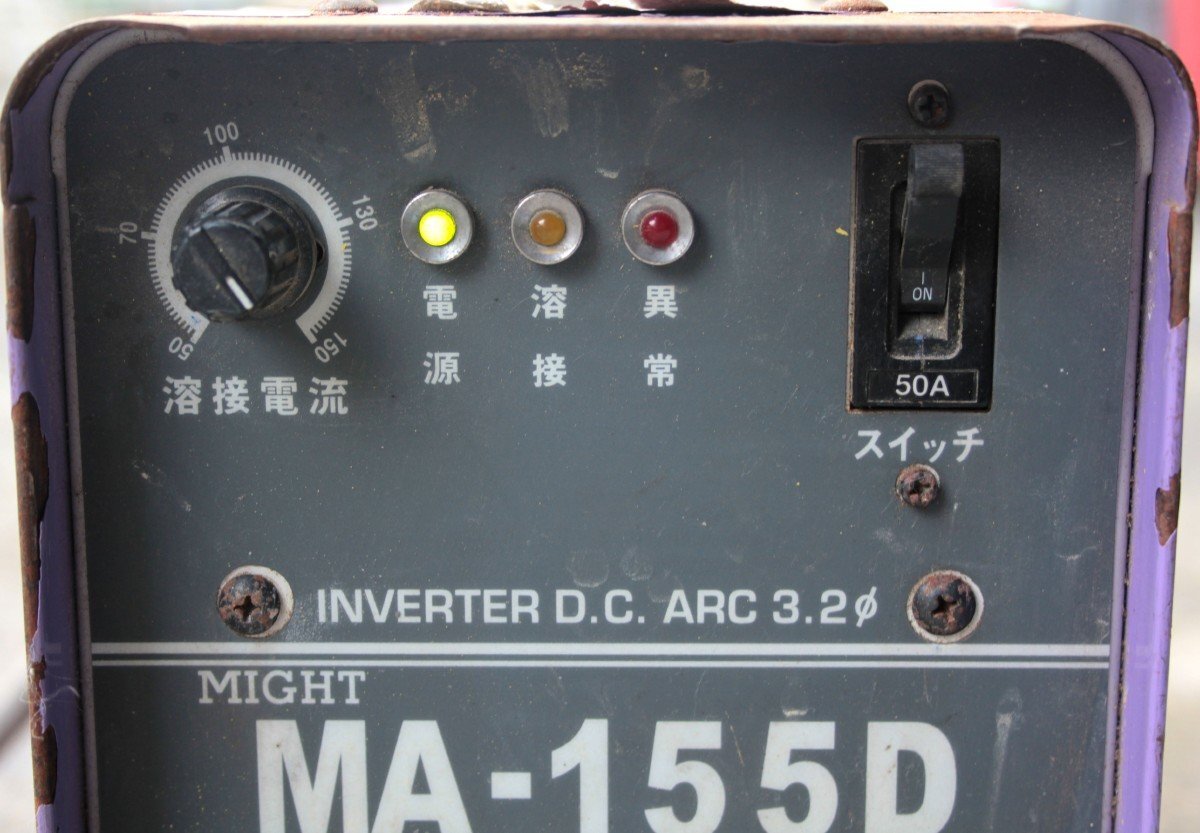 100
70
130
50
150
溶接電流
電源
溶接
異常
ON
50A
スイッチ
INVERTER D.C. ARC 3.2ø
MIGHT
MA-155D